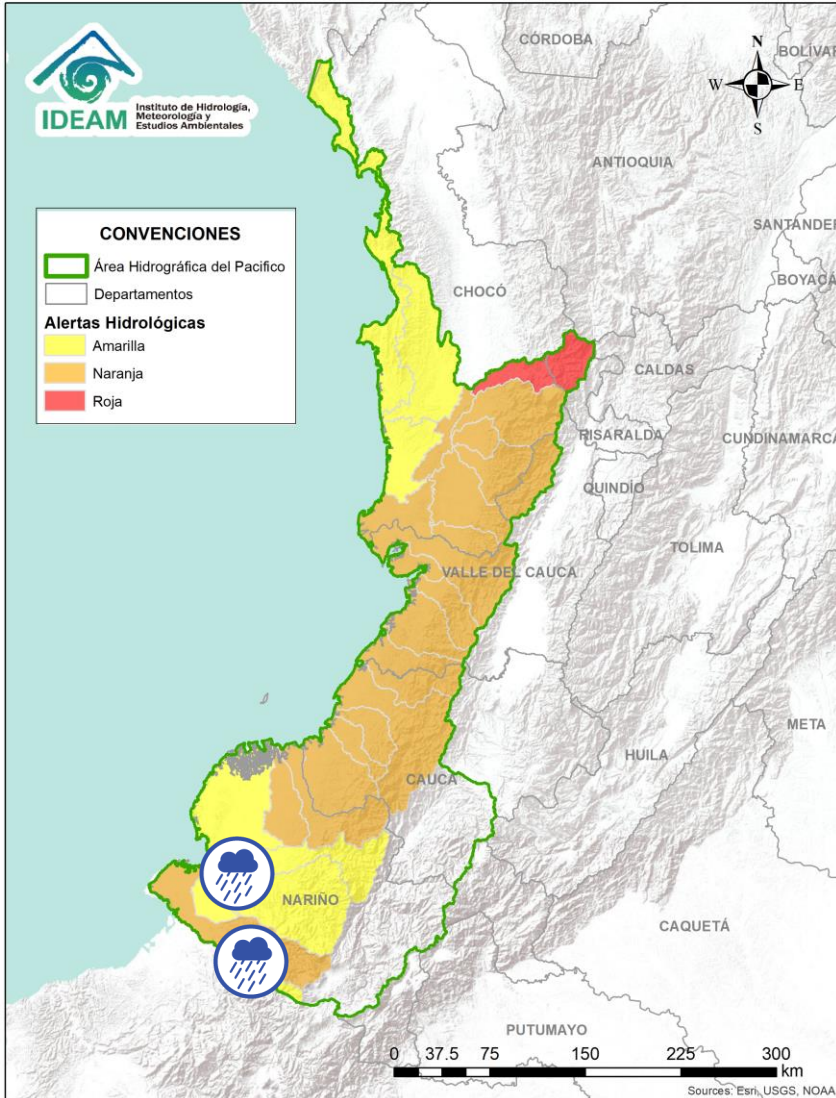 IDEAM
Instituto de Hidrología,
Meteorología y
Estudios Ambientales
N
W
E
S
CÓRDOBA
BOLÍVAR
ANTIOQUIA
SANTANDER
BOYACÁ
CHOCÓ
CALDAS
RISARALDA
CUNDINAMARCA
QUINDÍO
TOLIMA
VALLE DEL CAUCA
META
HUILA
CAUCA
NARIÑO
CAQUETÁ
PUTUMAYO
CONVENCIONES
Área Hidrográfica del Pacifico
Departamentos
Alertas Hidrológicas
Amarilla
Naranja
Roja
0 37.5 75 150 225 300
km
Sources: Esri, USGS, NOAA